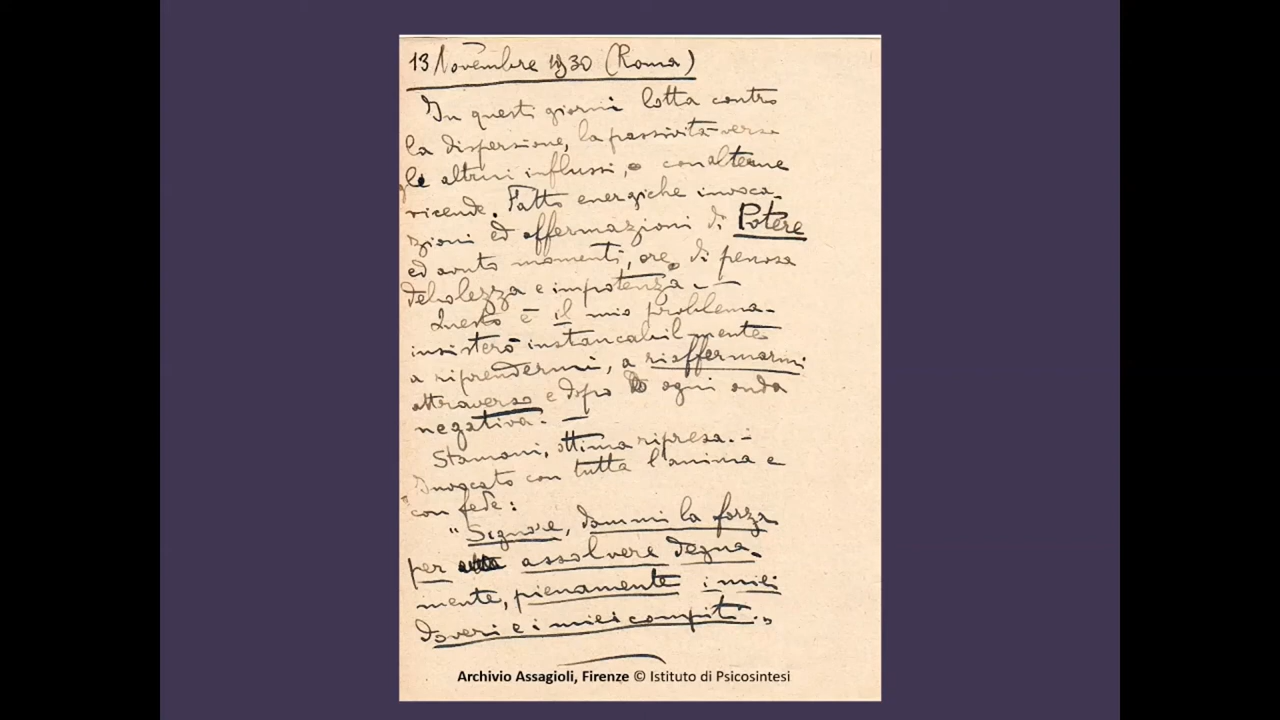 13 Novembre 1930 (Roma)
In questi giorni lotta contro
la dispersione, la passività verso
gli altrui influssi, e con alterne
vicende. Fatto energiche invoca-
zioni ed affermazioni di Potere
ed avuto momenti, ore, di penosa
debolezza e impotenza. —
Questo è il mio problema.
insisterò instancabilmente
a riprendermi, a riaffermarmi
attraverso e dopo ogni onda
negativa. —
Stamani, ottima ripresa. —
Invocato con tutta l'anima e
con fede:
"Signore, dammi la forza
per assolvere degna-
mente, pienamente i miei
doveri e i miei compiti."
Archivio Assagioli, Firenze © Istituto di Psicosintesi